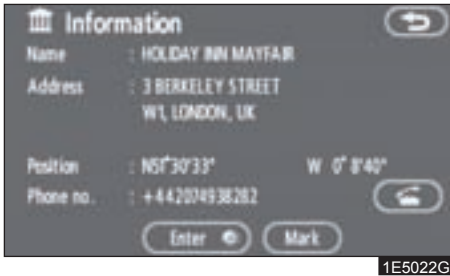 Information
Name : HOLIDAY INN MAYFAIR
Address : 3 BERKELEY STREET
W1, LONDON, UK
Position : N51°30'33" W 0°8'40"
Phone no. : +442074938282
Enter Mark
1E5022G